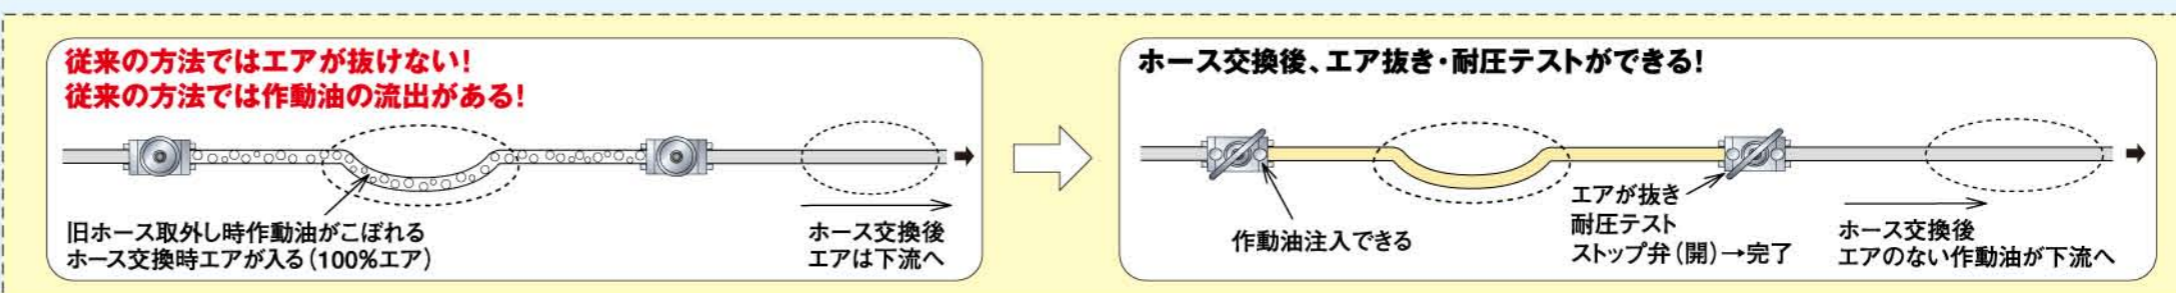 従来の方法ではエアが抜けない!
従来の方法では作動油の流出がある!
旧ホース取外し時作動油がこぼれる
ホース交換時エアが入る(100%エア)
ホース交換後
エアは下流へ
ホース交換後、エア抜き・耐圧テストができる!
作動油注入できる
エアが抜き
耐圧テスト
ストップ弁(開)→完了
ホース交換後
エアのない作動油が下流へ